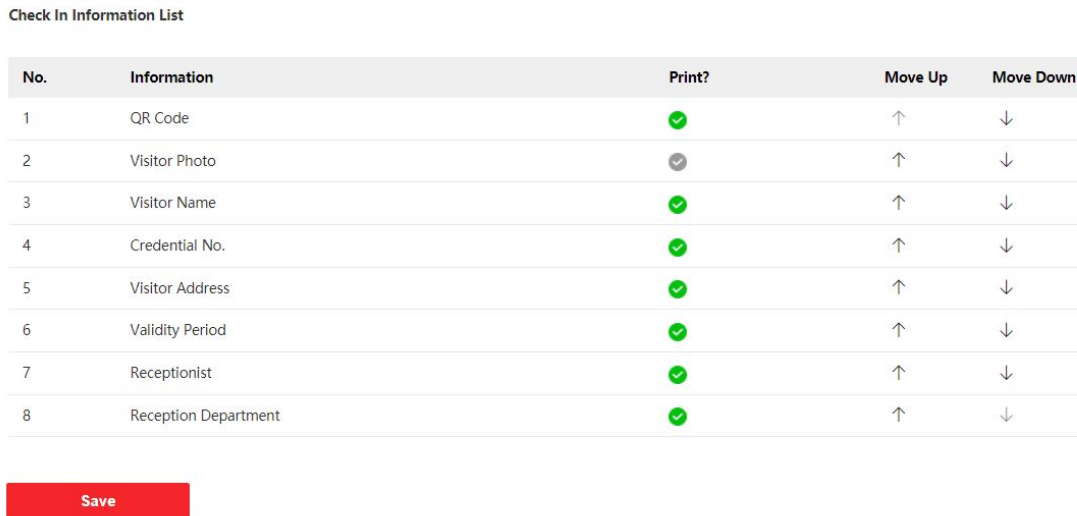 Check In Information List
No. Information Print? Move Up Move Down
1 QR Code
2 Visitor Photo
3 Visitor Name
4 Credential No.
5 Visitor Address
6 Validity Period
7 Receptionist
8 Reception Department
Save